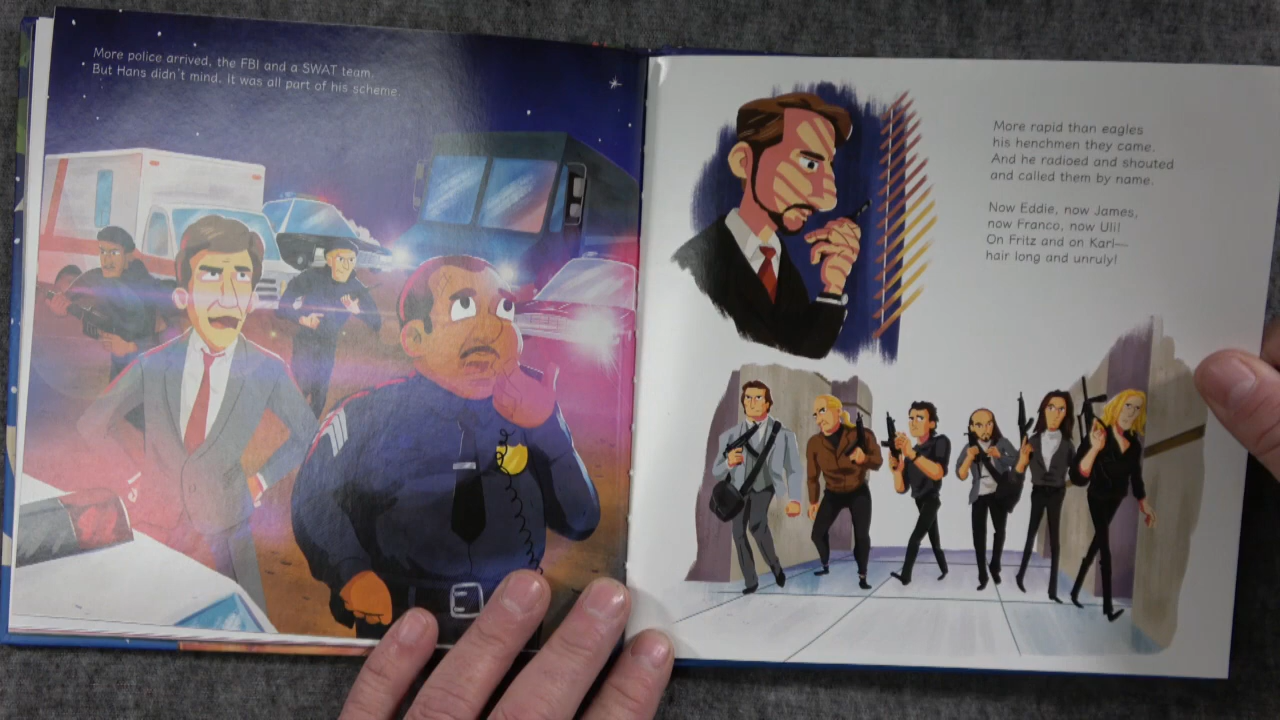 More police arrived, the FBI and a SWAT team.
But Hans didn't mind. It was all part of his scheme.
More rapid than eagles
his henchmen they came.
And he radioed and shouted
and called them by name.
Now Eddie, now James,
now Franco, now Uli!
On Fritz and on Karl—
hair long and unruly!